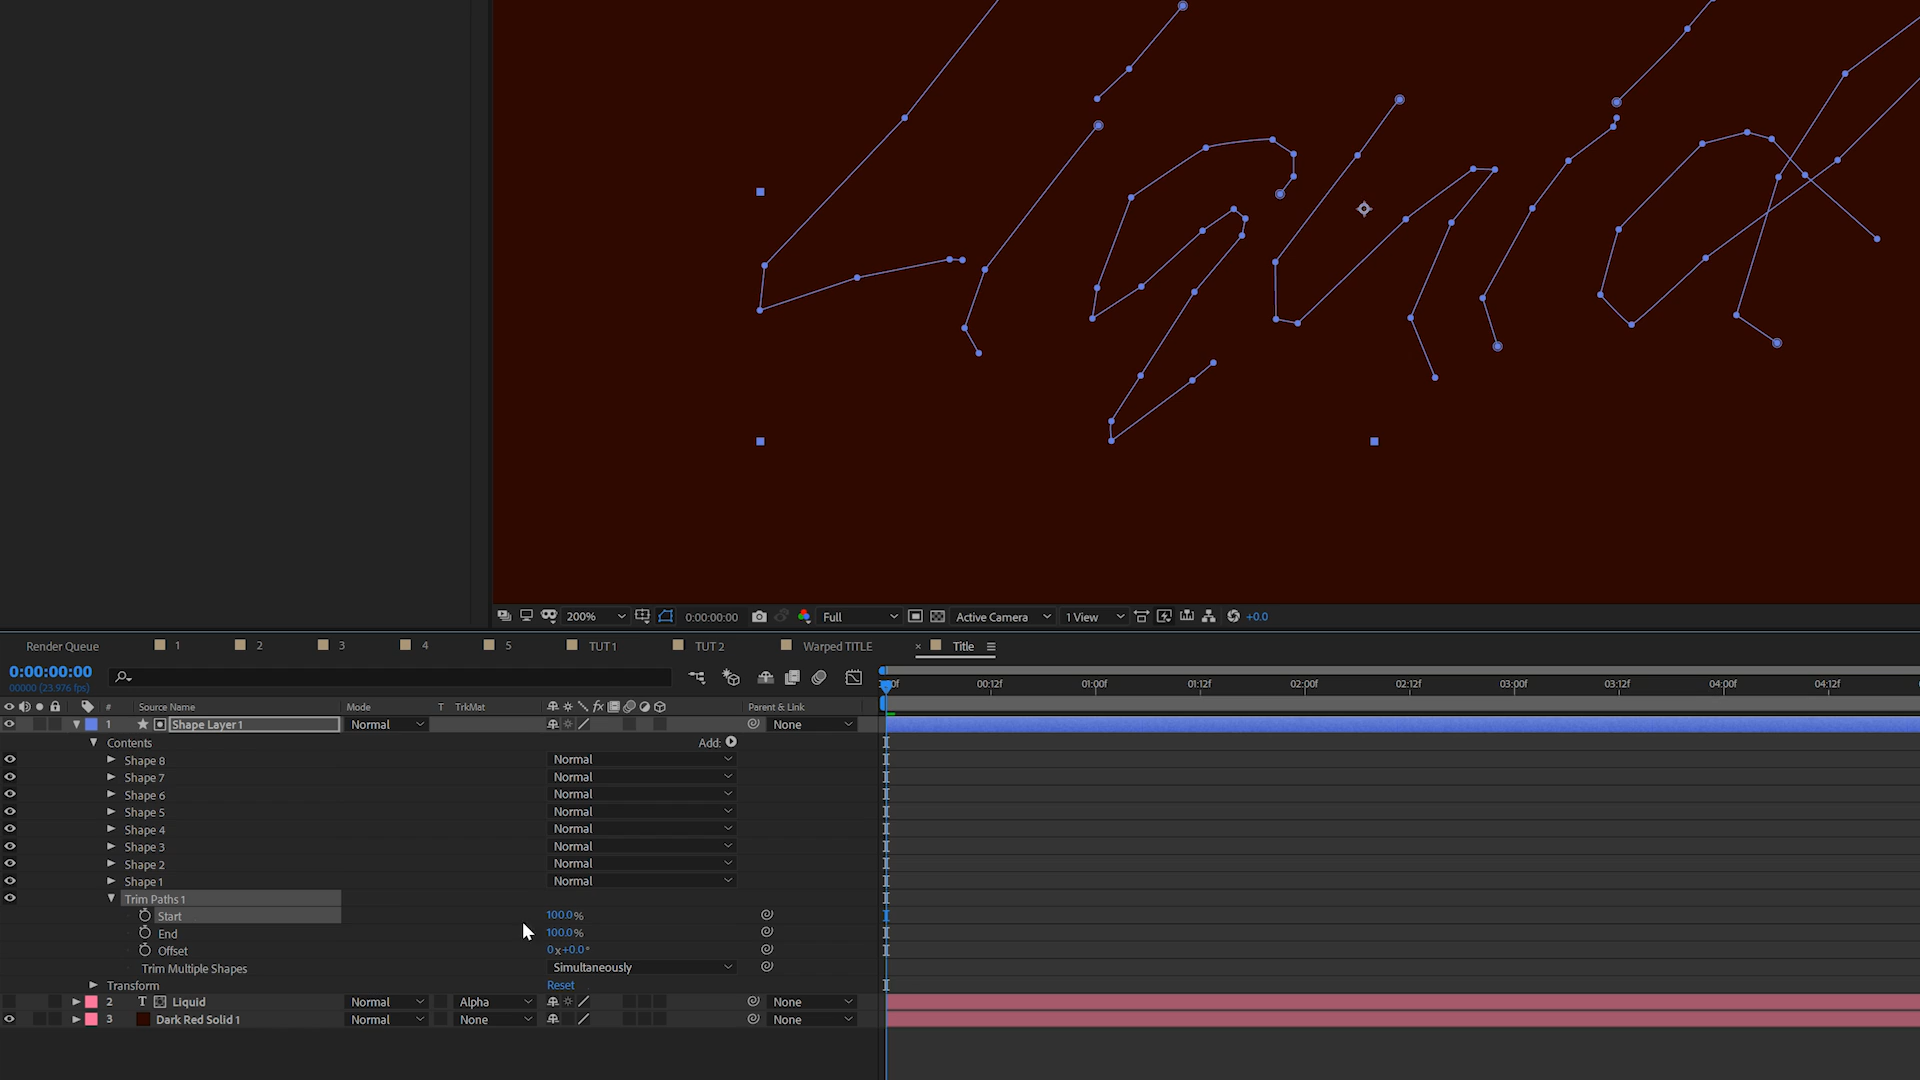 200%
0:00:00:00
Full
Active Camera
1 View
+0.0
Render Queue
1
2
3
4
5
TUT 1
TUT 2
Warped TITLE
× Title
0:00:00:00
00000 (23.976 fps)
00:12f
01:00f
01:12f
02:00f
02:12f
03:00f
03:12f
04:00f
04:12f
# Source Name Mode T TrkMat fx Parent & Link
1 Shape Layer 1 Normal None
Contents Add:
Shape 8 Normal
Shape 7 Normal
Shape 6 Normal
Shape 5 Normal
Shape 4 Normal
Shape 3 Normal
Shape 2 Normal
Shape 1 Normal
Trim Paths 1
Start 100.0%
End 100.0%
Offset 0x+0.0°
Trim Multiple Shapes Simultaneously
Transform Reset
2 T Liquid Normal Alpha None
3 Dark Red Solid 1 Normal None None